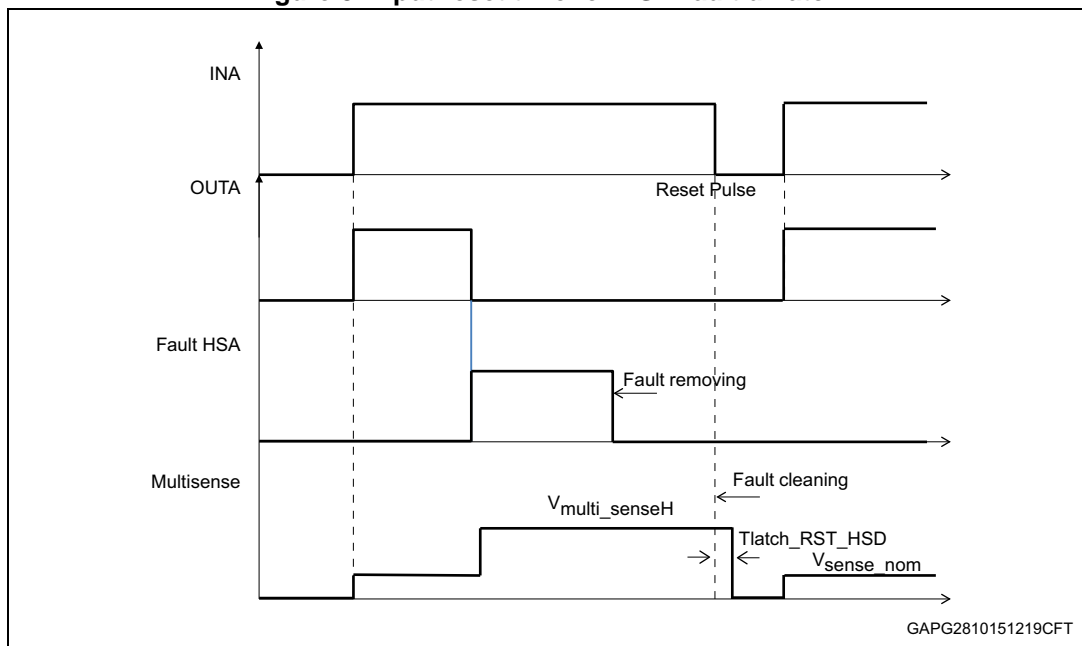 INA
OUTA
Reset Pulse
Fault HSA
Fault removing
Multisense
Fault cleaning
Vmulti_senseH
Tlatch_RST_HSD
Vsense_nom
GAPG2810151219CFT